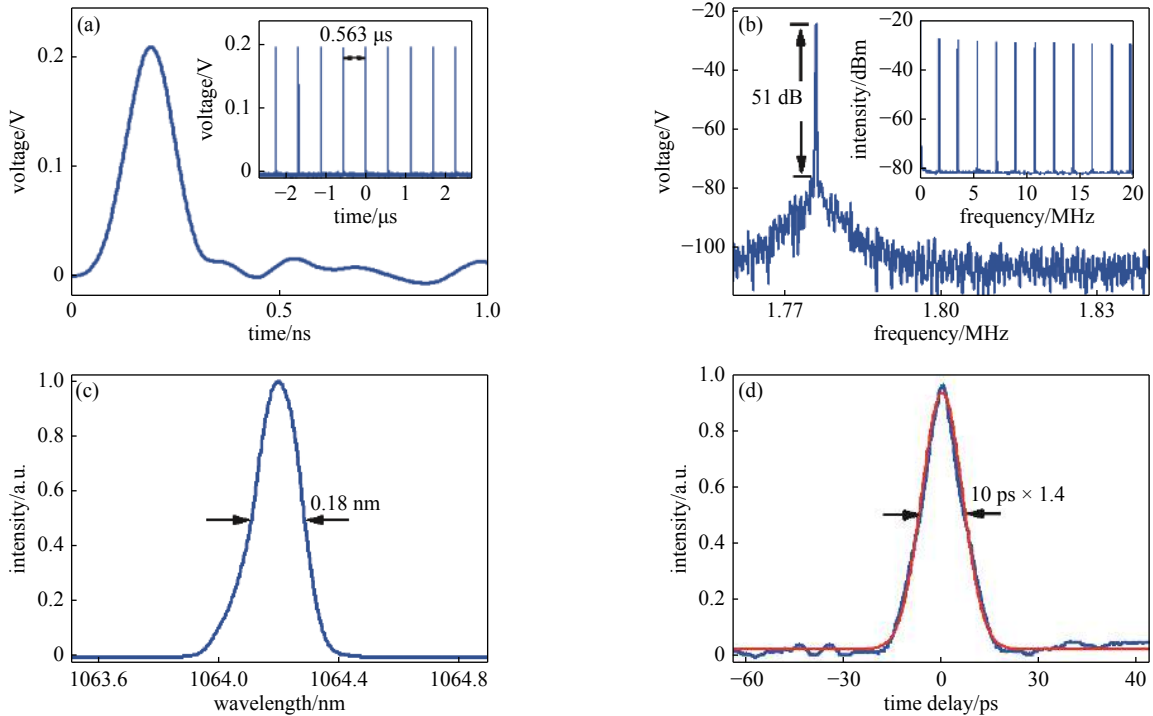 (a)
0.2
0.1
0
voltage/V
0
0.5
1.0
time/ns
0.563 μs
0.2
0.1
0
voltage/V
−2
−1
0
1
2
time/μs
(b)
−20
−40
−60
−80
−100
voltage/V
51 dB
1.77
1.80
1.83
frequency/MHz
−20
−40
−60
−80
intensity/dBm
0
5
10
15
20
frequency/MHz
(c)
1.0
0.8
0.6
0.4
0.2
0
intensity/a.u.
0.18 nm
1063.6
1064.0
1064.4
1064.8
wavelength/nm
(d)
1.0
0.8
0.6
0.4
0.2
0
intensity/a.u.
10 ps × 1.4
−60
−30
0
30
40
time delay/ps